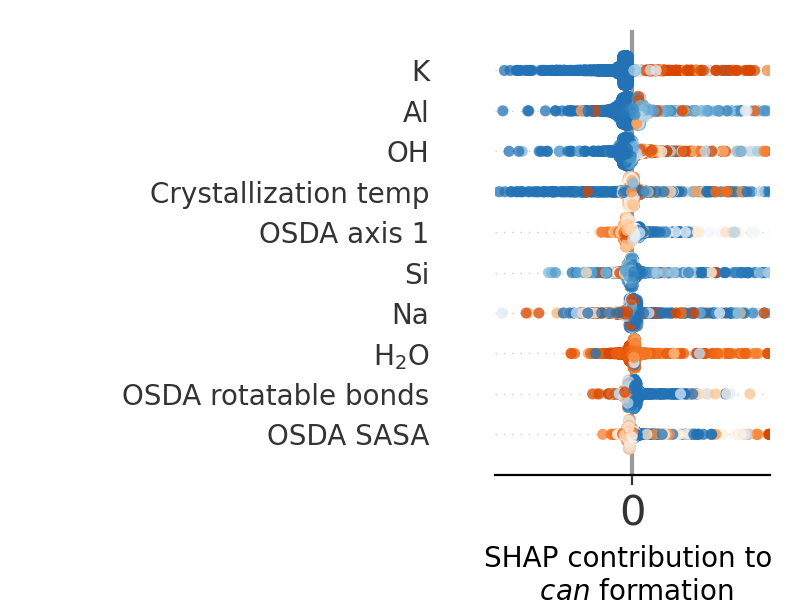 K
Al
OH
Crystallization temp
OSDA axis 1
Si
Na
H₂O
OSDA rotatable bonds
OSDA SASA
0
SHAP contribution to
can formation